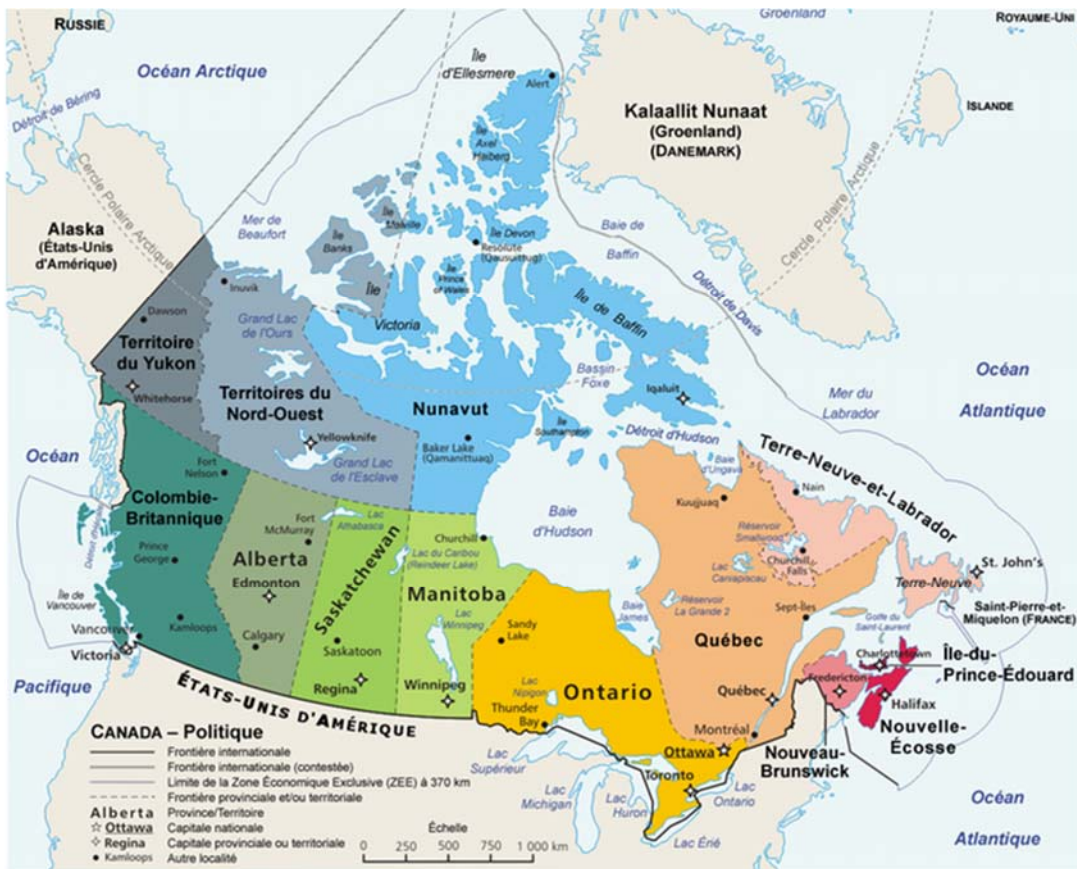 RUSSIE
Groenland
ROYAUME-UNI
Océan Arctique
Île
d'Ellesmere
Alert
Détroit de Béring
Kalaallit Nunaat
(Groenland)
(DANEMARK)
ISLANDE
Île
Axel
Heiberg
Cercle Polaire Arctique
Cercle Polaire Arctique
Alaska
(États-Unis
d'Amérique)
Mer de
Beaufort
Île
Melville
Île
Banks
Île Devon
Resolute
(Qausuittuq)
Baie de
Baffin
Île
Prince
of Wales
Île
Victoria
Île de Baffin
Détroit de Davis
Inuvik
Dawson
Grand Lac
de l'Ours
Territoire
du Yukon
Whitehorse
Territoires du
Nord-Ouest
Yellowknife
Grand Lac
de l'Esclave
Nunavut
Baker Lake
(Qamanittuaq)
Bassin
Foxe
Iqaluit
Île
Southampton
Détroit d'Hudson
Mer du
Labrador
Océan
Atlantique
Océan
Pacifique
Fort
Nelson
Colombie-
Britannique
Prince
George
Île de
Vancouver
Vancouver
Victoria
Kamloops
Fort
McMurray
Alberta
Edmonton
Calgary
Lac
Athabasca
Saskatchewan
Saskatoon
Regina
Churchill
Lac du Caribou
(Reindeer Lake)
Manitoba
Lac
Winnipeg
Winnipeg
Baie
d'Hudson
Baie
James
Sandy
Lake
Lac
Nipigon
Thunder
Bay
Ontario
Ottawa
Toronto
Baie
d'Ungava
Kuujjuaq
Lac
Caniapiscau
Réservoir
La Grande 2
Québec
Sept-Îles
Québec
Montréal
Terre-Neuve-et-Labrador
Nain
Réservoir
Smallwood
Churchill
Falls
Terre-Neuve
St. John's
Saint-Pierre-et-
Miquelon (FRANCE)
Golfe du
Saint-Laurent
Charlottetown
Île-du-
Prince-Édouard
Fredericton
Halifax
Nouvelle-
Écosse
Nouveau-
Brunswick
ÉTATS-UNIS D'AMÉRIQUE
Lac
Supérieur
Lac
Michigan
Lac
Huron
Lac
Ontario
Lac Érié
Océan
Atlantique
CANADA – Politique
Frontière internationale
Frontière internationale (contestée)
Limite de la Zone Économique Exclusive (ZEE) à 370 km
Frontière provinciale et/ou territoriale
Alberta Province/Territoire
Ottawa Capitale nationale
Regina Capitale provinciale ou territoriale
Kamloops Autre localité
Échelle
0 250 500 750 1 000 km